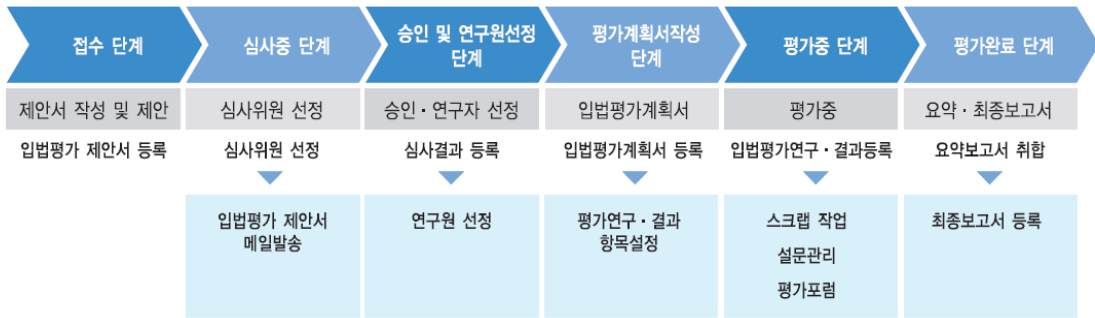 접수 단계
심사중 단계
승인 및 연구원선정
단계
평가계획서작성
단계
평가중 단계
평가완료 단계
제안서 작성 및 제안
심사위원 선정
승인·연구자 선정
입법평가계획서
평가중
요약·최종보고서
입법평가 제안서 등록
심사위원 선정
심사결과 등록
입법평가계획서 등록
입법평가연구·결과등록
요약보고서 취합
입법평가 제안서
메일발송
연구원 선정
평가연구·결과
항목설정
스크랩 작업
설문관리
평가포럼
최종보고서 등록